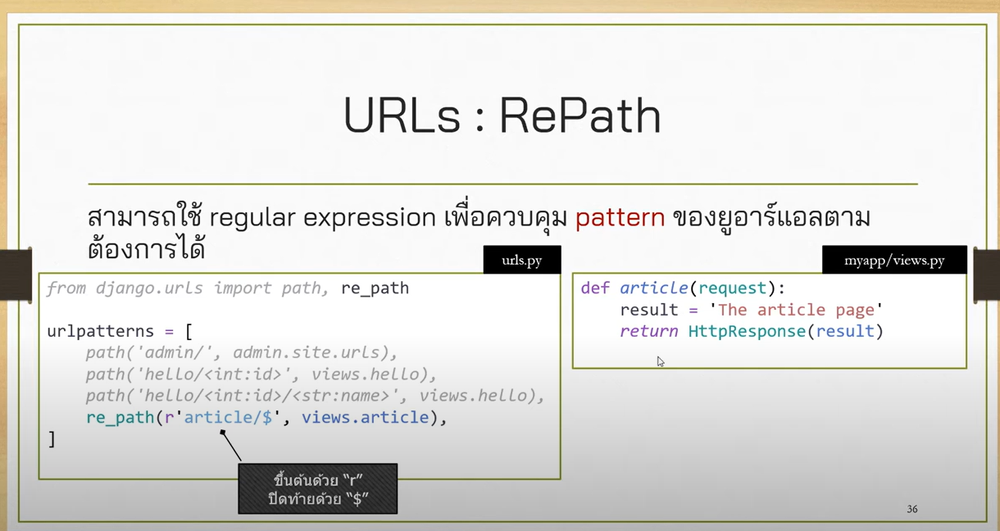 URLs : RePath
สามารถใช้ regular expression เพื่อควบคุม pattern ของยูอาร์แอลตาม
ต้องการได้
urls.py
from django.urls import path, re_path
urlpatterns = [
path('admin/', admin.site.urls),
path('hello/<int:id>', views.hello),
path('hello/<int:id>/<str:name>', views.hello),
re_path(r'article/$', views.article),
]
ขึ้นต้นด้วย “r”
ปิดท้ายด้วย “$”
myapp/views.py
def article(request):
result = 'The article page'
return HttpResponse(result)
36